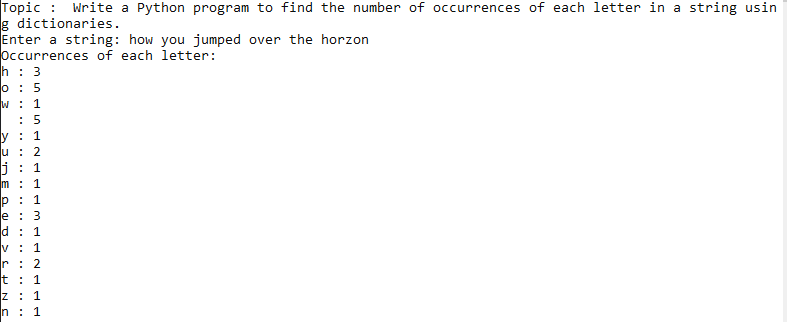 Topic :  Write a Python program to find the number of occurrences of each letter in a string usin
g dictionaries.
Enter a string: how you jumped over the horzon
Occurrences of each letter:
h : 3
o : 5
w : 1
  : 5
y : 1
u : 2
j : 1
m : 1
p : 1
e : 3
d : 1
v : 1
r : 2
t : 1
z : 1
n : 1